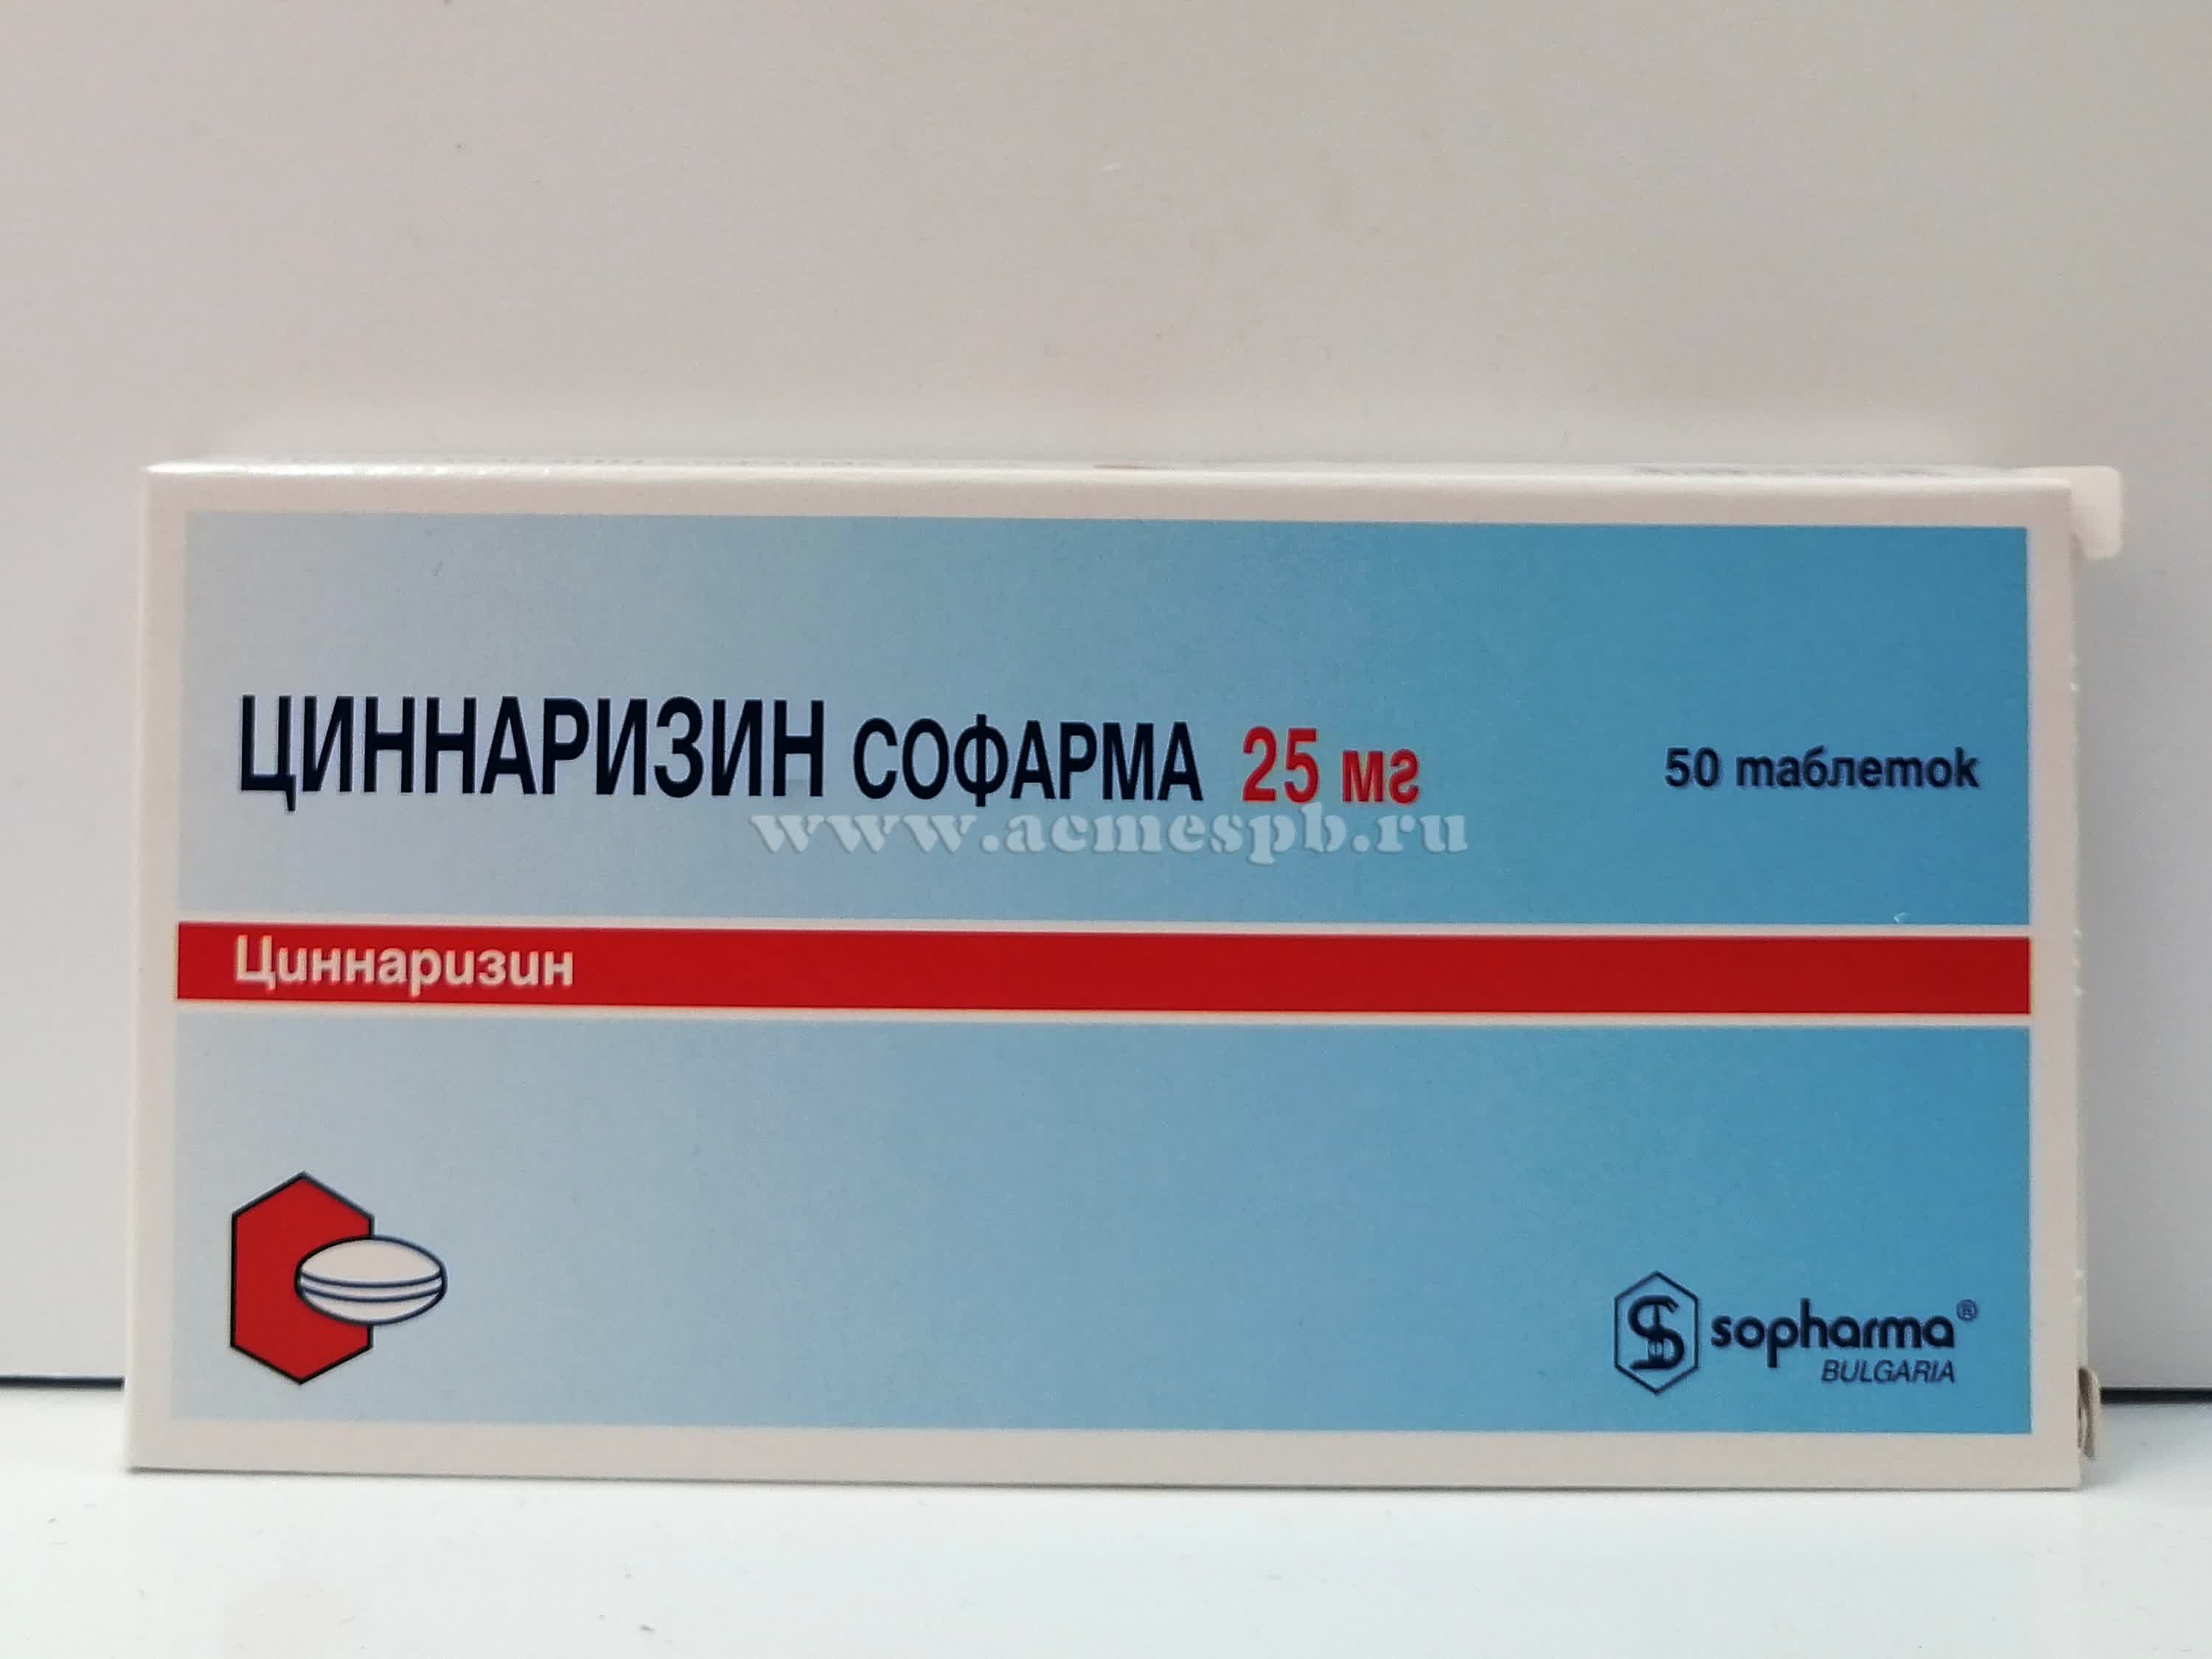 ЦИННАРИЗИН СОФАРМА 25 мг
50 таблеток
www.acmespb.ru
Циннаризин
sopharma®
BULGARIA